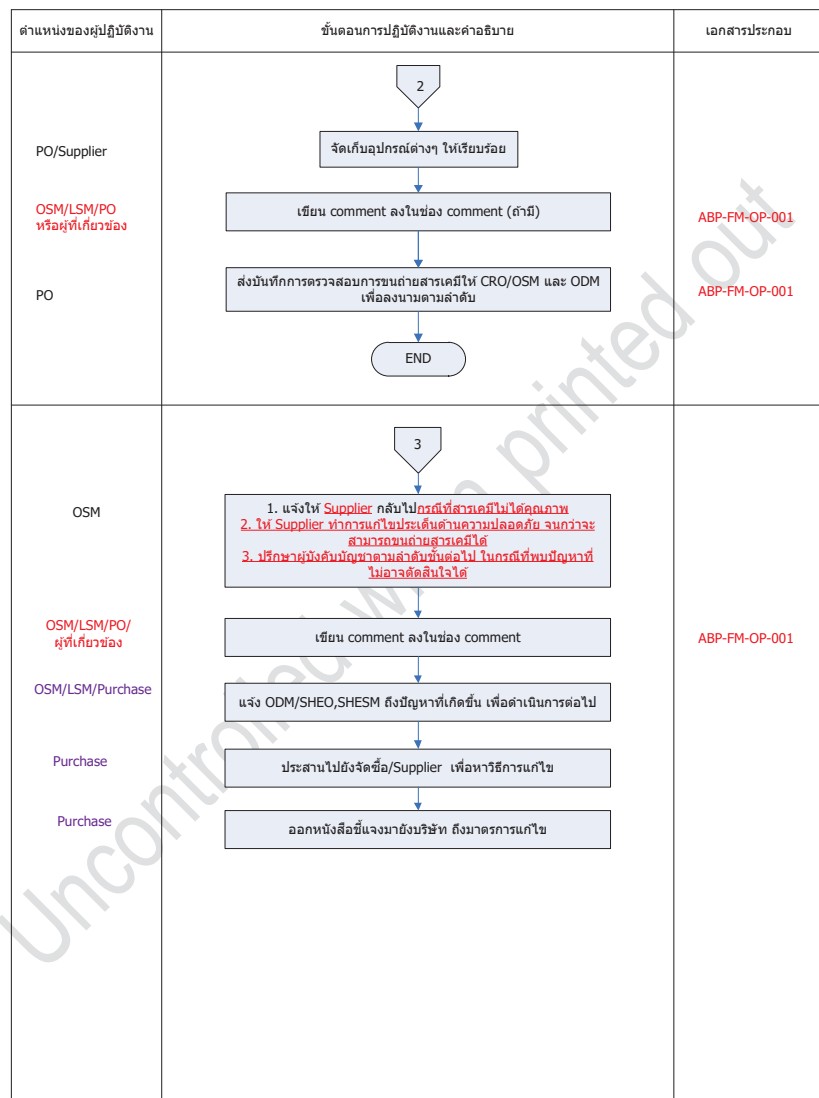 ตำแหน่งของผู้ปฏิบัติงาน
ขั้นตอนการปฏิบัติงานและคำอธิบาย
เอกสารประกอบ
2
PO/Supplier
จัดเก็บอุปกรณ์ต่างๆ ให้เรียบร้อย
OSM/LSM/PO
หรือผู้ที่เกี่ยวข้อง
เขียน comment ลงในช่อง comment (ถ้ามี)
ABP-FM-OP-001
PO
ส่งบันทึกการตรวจสอบการขนถ่ายสารเคมีให้ CRO/OSM และ ODM
เพื่อลงนามตามลำดับ
ABP-FM-OP-001
END
3
OSM
1. แจ้งให้ Supplier กลับไปกรณีที่สารเคมีไม่ได้คุณภาพ
2. ให้ Supplier ทำการแก้ไขประเด็นด้านความปลอดภัย จนกว่าจะ
สามารถขนถ่ายสารเคมีได้
3. ปรึกษาผู้บังคับบัญชาตามลำดับชั้นต่อไป ในกรณีที่พบปัญหาที่
ไม่อาจตัดสินใจได้
OSM/LSM/PO/
ผู้ที่เกี่ยวข้อง
เขียน comment ลงในช่อง comment
ABP-FM-OP-001
OSM/LSM/Purchase
แจ้ง ODM/SHEO,SHESM ถึงปัญหาที่เกิดขึ้น เพื่อดำเนินการต่อไป
Purchase
ประสานไปยังจัดซื้อ/Supplier เพื่อหาวิธีการแก้ไข
Purchase
ออกหนังสือชี้แจงมายังบริษัท ถึงมาตรการแก้ไข
Uncontrolled when printed out